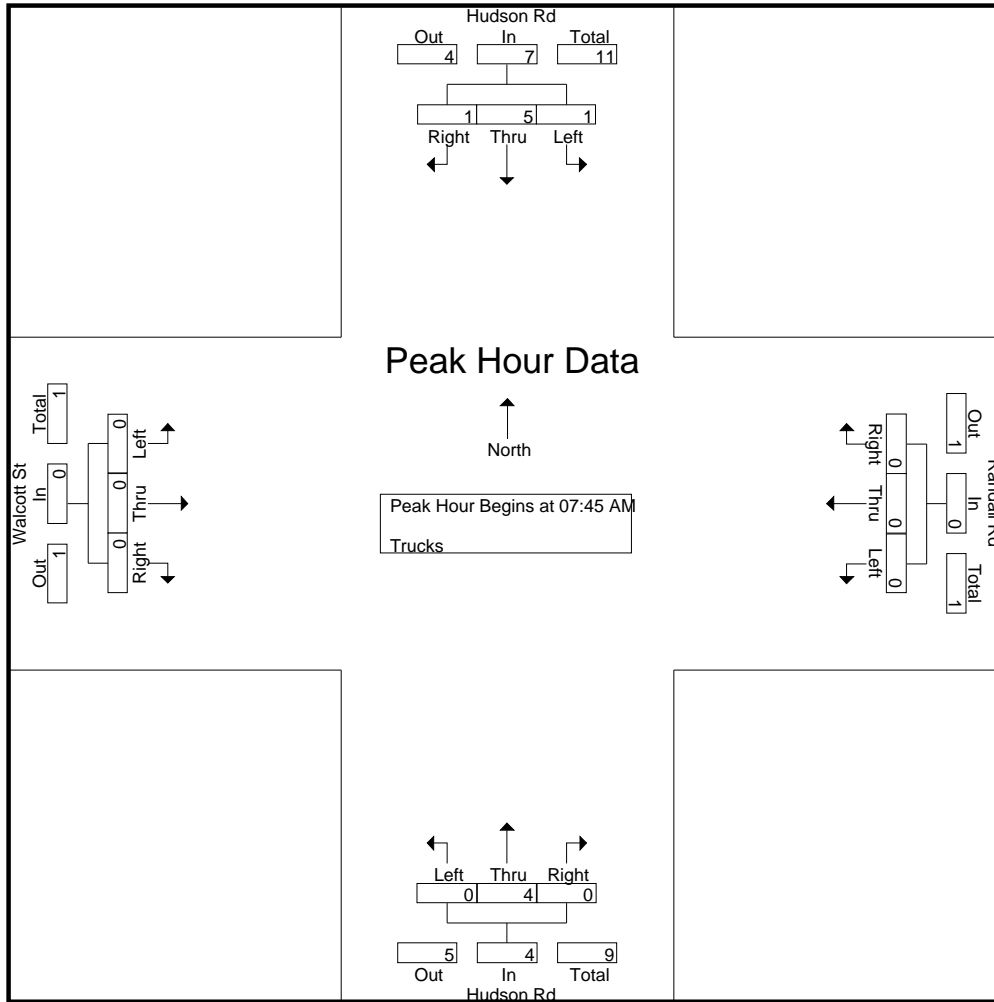 Hudson Rd
Out In Total
4 7 11
1 5 1
Right Thru Left
Peak Hour Data
North
Peak Hour Begins at 07:45 AM
Trucks
Walcott St
Out In Total
1 0 1
0 0 0
Left Thru Right
Randall Rd
Out In Total
1 0 1
0 0 0
Right Thru Left
Left Thru Right
0 4 0
5 4 9
Out In Total
Hudson Rd